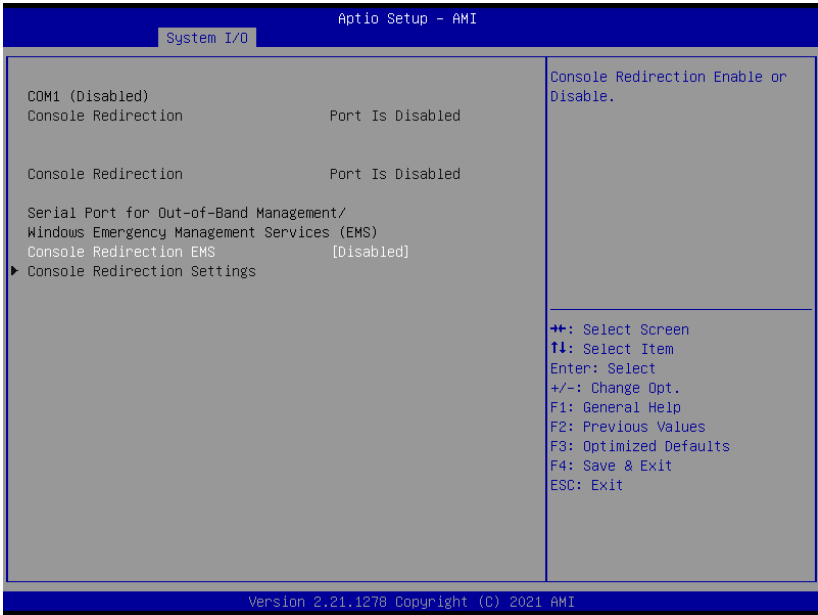 Aptio Setup – AMI
System I/O
COM1 (Disabled)
Console Redirection Port Is Disabled
Console Redirection Port Is Disabled
Serial Port for Out-of-Band Management/
Windows Emergency Management Services (EMS)
Console Redirection EMS [Disabled]
Console Redirection Settings
Console Redirection Enable or
Disable.
→←: Select Screen
↑↓: Select Item
Enter: Select
+/-: Change Opt.
F1: General Help
F2: Previous Values
F3: Optimized Defaults
F4: Save & Exit
ESC: Exit
Version 2.21.1278 Copyright (C) 2021 AMI